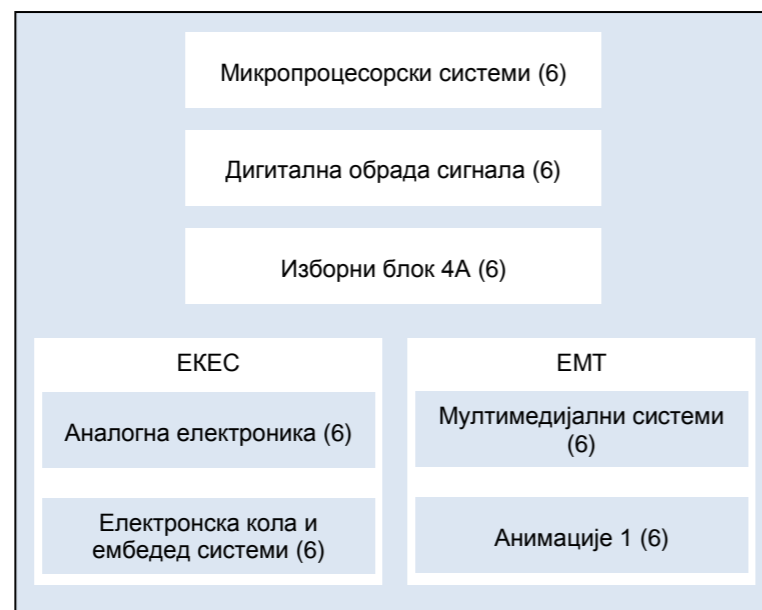 Микропроцесорски системи (6)
Дигитална обрада сигнала (6)
Изборни блок 4А (6)
ЕКЕС
Аналогна електроника (6)
Електронска кола и
ембедед системи (6)
ЕМТ
Мултимедијални системи
(6)
Анимације 1 (6)